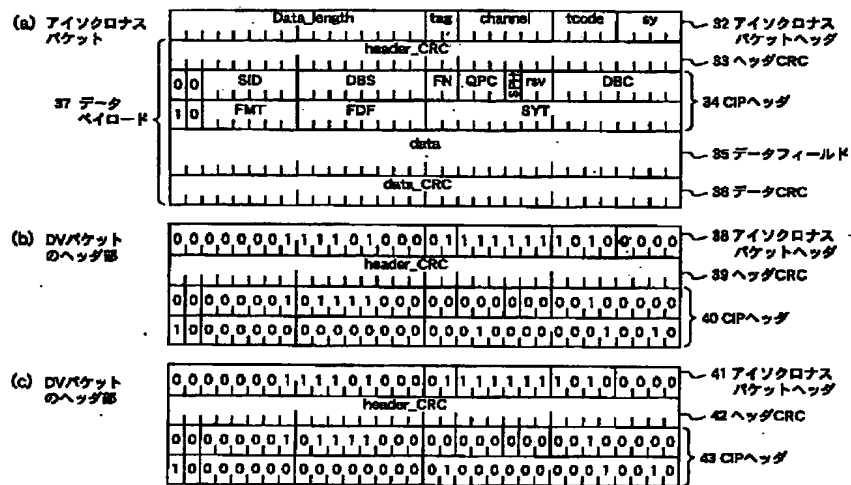 (a) アイソクロナス
パケット
Data_length tag channel tcode sy
32 アイソクロナス
パケットヘッダ
header_CRC
33 ヘッダCRC
0 0 SID DBS FN QPC SPH rsv DBC
37 データ
ペイロード
34 CIPヘッダ
1 0 FMT FDF SYT
data
35 データフィールド
data_CRC
36 データCRC
(b) DVパケット
のヘッダ部
0 0 0 0 0 0 0 1 1 1 1 0 1 0 0 0 0 1 1 1 1 1 1 1 1 0 1 0 0 0 0 0
38 アイソクロナス
パケットヘッダ
header_CRC
39 ヘッダCRC
0 0 0 0 0 0 0 1 0 1 1 1 1 0 0 0 0 0 0 0 0 0 0 0 0 0 1 0 0 0 0 0
40 CIPヘッダ
1 0 0 0 0 0 0 0 0 0 0 0 0 0 0 0 0 0 0 1 0 0 0 0 0 0 0 1 0 0 1 0
(c) DVパケット
のヘッダ部
0 0 0 0 0 0 0 1 1 1 1 0 1 0 0 0 0 1 1 1 1 1 1 1 1 0 1 0 0 0 0 0
41 アイソクロナス
パケットヘッダ
header_CRC
42 ヘッダCRC
0 0 0 0 0 0 0 1 0 1 1 1 1 0 0 0 0 0 0 0 0 0 0 0 0 0 1 0 0 0 0 0
43 CIPヘッダ
1 0 0 0 0 0 0 0 0 0 0 0 0 0 0 0 0 1 0 0 0 0 0 0 0 0 0 1 0 0 1 0